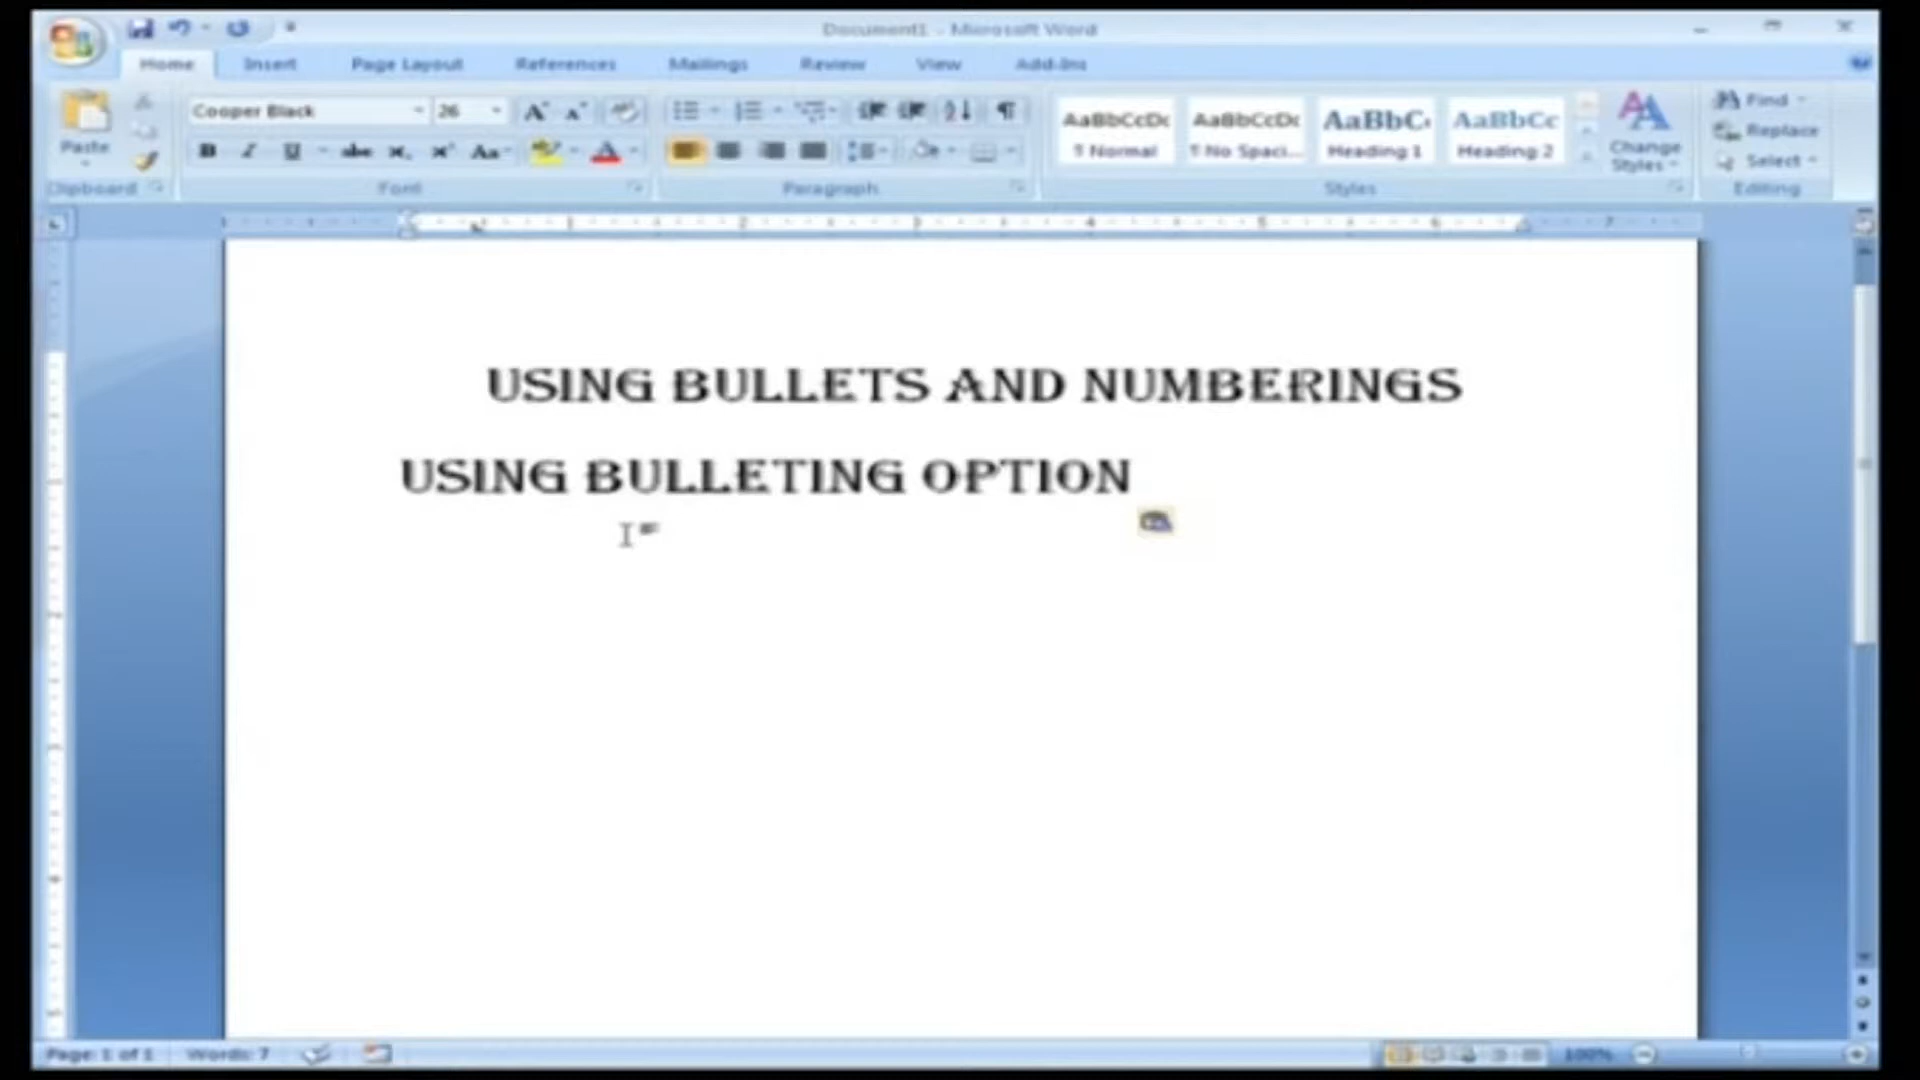 Document1 - Microsoft Word
Home Insert Page Layout References Mailings Review View Add-Ins
Paste
Cooper Black 26
AaBbCcDc AaBbCcDc AaBbC AaBbCc
¶ Normal ¶ No Spaci... Heading 1 Heading 2
Change Styles
Find
Replace
Select
Clipboard Font Paragraph Styles Editing
USING BULLETS AND NUMBERINGS
USING BULLETING OPTION
Page: 1 of 1 Words: 7 100%